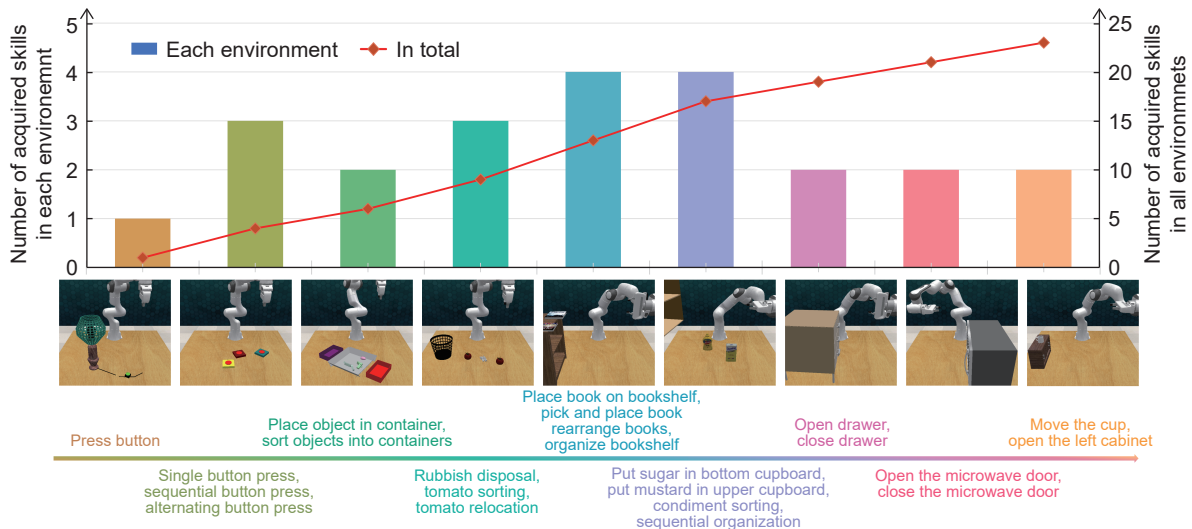 Number of acquired skills
in each environemnt
5
4
3
2
1
0
Each environment
In total
25
20
15
10
5
0
Number of acquired skills
in all environmnets
Press button
Place object in container,
sort objects into containers
Place book on bookshelf,
pick and place book
rearrange books,
organize bookshelf
Open drawer,
close drawer
Move the cup,
open the left cabinet
Single button press,
sequential button press,
alternating button press
Rubbish disposal,
tomato sorting,
tomato relocation
Put sugar in bottom cupboard,
put mustard in upper cupboard,
condiment sorting,
sequential organization
Open the microwave door,
close the microwave door